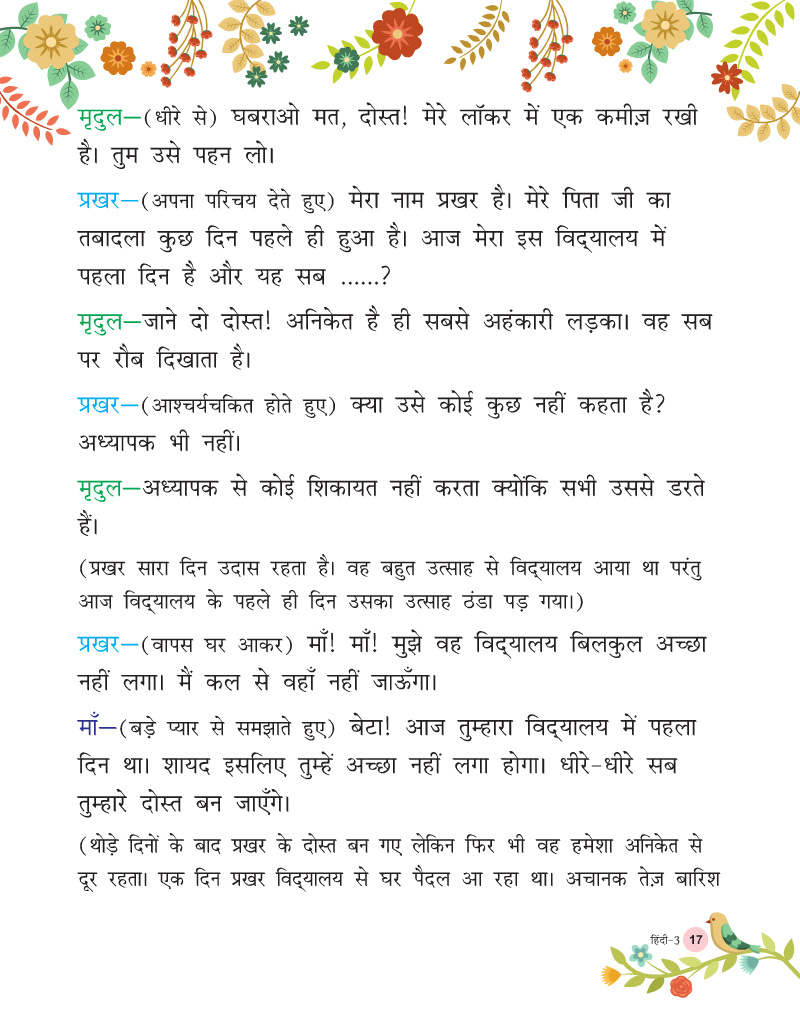 मृदुल—(धीरे से) घबराओ मत, दोस्त! मेरे लॉकर में एक कमीज़ रखी
है। तुम उसे पहन लो।
प्रखर—(अपना परिचय देते हुए) मेरा नाम प्रखर है। मेरे पिता जी का
तबादला कुछ दिन पहले ही हुआ है। आज मेरा इस विद्‌यालय में
पहला दिन है और यह सब ......?
मृदुल—जाने दो दोस्त! अनिकेत है ही सबसे अहंकारी लड़का। वह सब
पर रौब दिखाता है।
प्रखर—(आश्चर्यचकित होते हुए) क्या उसे कोई कुछ नहीं कहता है?
अध्यापक भी नहीं।
मृदुल—अध्यापक से कोई शिकायत नहीं करता क्योंकि सभी उससे डरते
हैं।
(प्रखर सारा दिन उदास रहता है। वह बहुत उत्साह से विद्‌यालय आया था परंतु
आज विद्‌यालय के पहले ही दिन उसका उत्साह ठंडा पड़ गया।)
प्रखर—(वापस घर आकर) माँ! माँ! मुझे वह विद्‌यालय बिलकुल अच्छा
नहीं लगा। मैं कल से वहाँ नहीं जाऊँगा।
माँ—(बड़े प्यार से समझाते हुए) बेटा! आज तुम्हारा विद्‌यालय में पहला
दिन था। शायद इसलिए तुम्हें अच्छा नहीं लगा होगा। धीरे-धीरे सब
तुम्हारे दोस्त बन जाएँगे।
(थोड़े दिनों के बाद प्रखर के दोस्त बन गए लेकिन फिर भी वह हमेशा अनिकेत से
दूर रहता। एक दिन प्रखर विद्‌यालय से घर पैदल आ रहा था। अचानक तेज़ बारिश
हिंदी-3 17